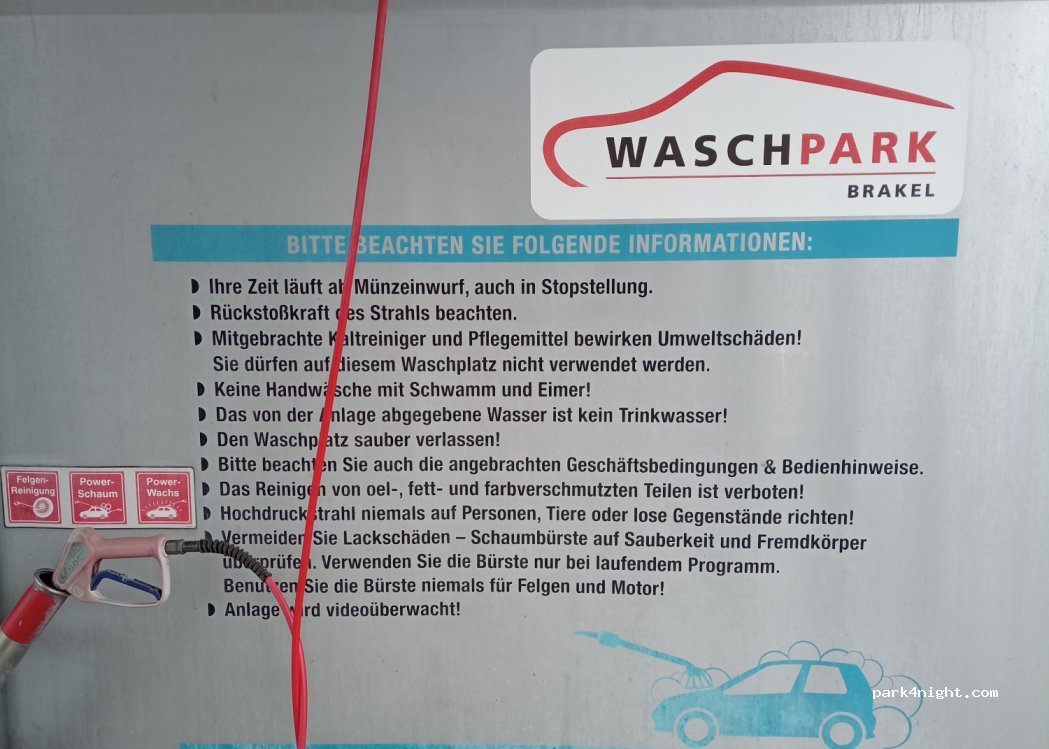 WASCHPARK
BRAKEL
BITTE BEACHTEN SIE FOLGENDE INFORMATIONEN:
Ihre Zeit läuft ab Münzeinwurf, auch in Stopstellung.
Rückstoßkraft des Strahls beachten.
Mitgebrachte Kaltreiniger und Pflegemittel bewirken Umweltschäden!
Sie dürfen auf diesem Waschplatz nicht verwendet werden.
Keine Handwäsche mit Schwamm und Eimer!
Das von der Anlage abgegebene Wasser ist kein Trinkwasser!
Den Waschplatz sauber verlassen!
Bitte beachten Sie auch die angebrachten Geschäftsbedingungen & Bedienhinweise.
Das Reinigen von oel-, fett- und farbverschmutzten Teilen ist verboten!
Hochdruckstrahl niemals auf Personen, Tiere oder lose Gegenstände richten!
Vermeiden Sie Lackschäden – Schaumbürste auf Sauberkeit und Fremdkörper
überprüfen. Verwenden Sie die Bürste nur bei laufendem Programm.
Benutzen Sie die Bürste niemals für Felgen und Motor!
Anlage wird videoüberwacht!
Felgen-
Reinigung
Power-
Schaum
Power-
Wachs
park4night.com